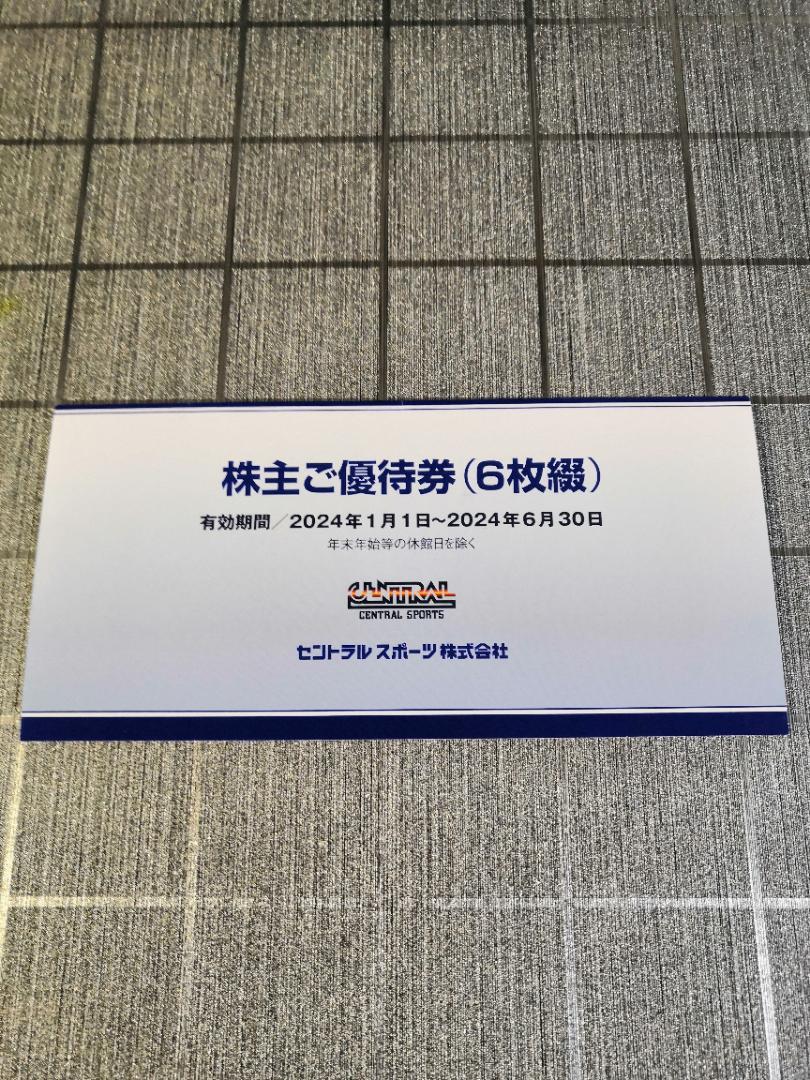 株主ご優待券(6枚綴)
有効期間／2024年1月1日〜2024年6月30日
年末年始等の休館日を除く
CENTRAL
CENTRAL SPORTS
セントラルスポーツ株式会社